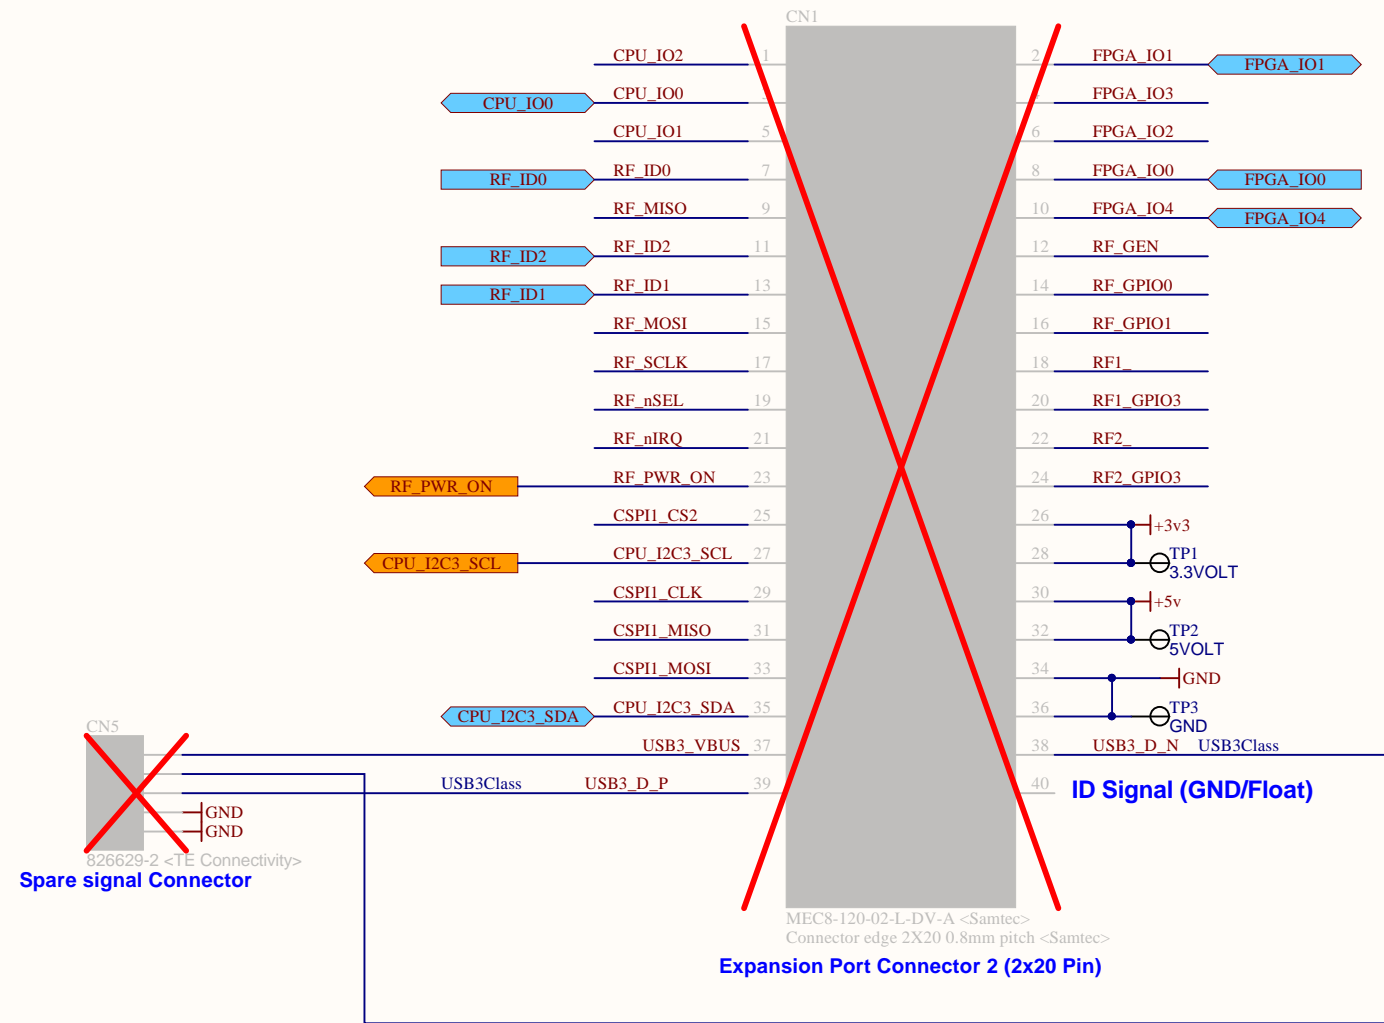 CN1
CPU_IO2 1 2 FPGA_IO1 FPGA_IO1
CPU_IO0 CPU_IO0 FPGA_IO3
CPU_IO1 5 6 FPGA_IO2
RF_ID0 RF_ID0 7 8 FPGA_IO0 FPGA_IO0
RF_MISO 9 10 FPGA_IO4 FPGA_IO4
RF_ID2 RF_ID2 11 12 RF_GEN
RF_ID1 RF_ID1 13 14 RF_GPIO0
RF_MOSI 15 16 RF_GPIO1
RF_SCLK 17 18 RF1_
RF_nSEL 19 20 RF1_GPIO3
RF_nIRQ 21 22 RF2_
RF_PWR_ON RF_PWR_ON 23 24 RF2_GPIO3
CSPI1_CS2 25 26 +3v3
CPU_I2C3_SCL CPU_I2C3_SCL 27 28 TP1
3.3VOLT
CSPI1_CLK 29 30 +5v
CSPI1_MISO 31 32 TP2
5VOLT
CSPI1_MOSI 33 34 GND
CPU_I2C3_SDA CPU_I2C3_SDA 35 36 TP3
GND
CN5
USB3_VBUS 37 38 USB3_D_N USB3Class
USB3Class USB3_D_P 39 40 ID Signal (GND/Float)
GND
GND
826629-2 <TE Connectivity>
Spare signal Connector
MEC8-120-02-L-DV-A <Samtec>
Connector edge 2X20 0.8mm pitch <Samtec>
Expansion Port Connector 2 (2x20 Pin)